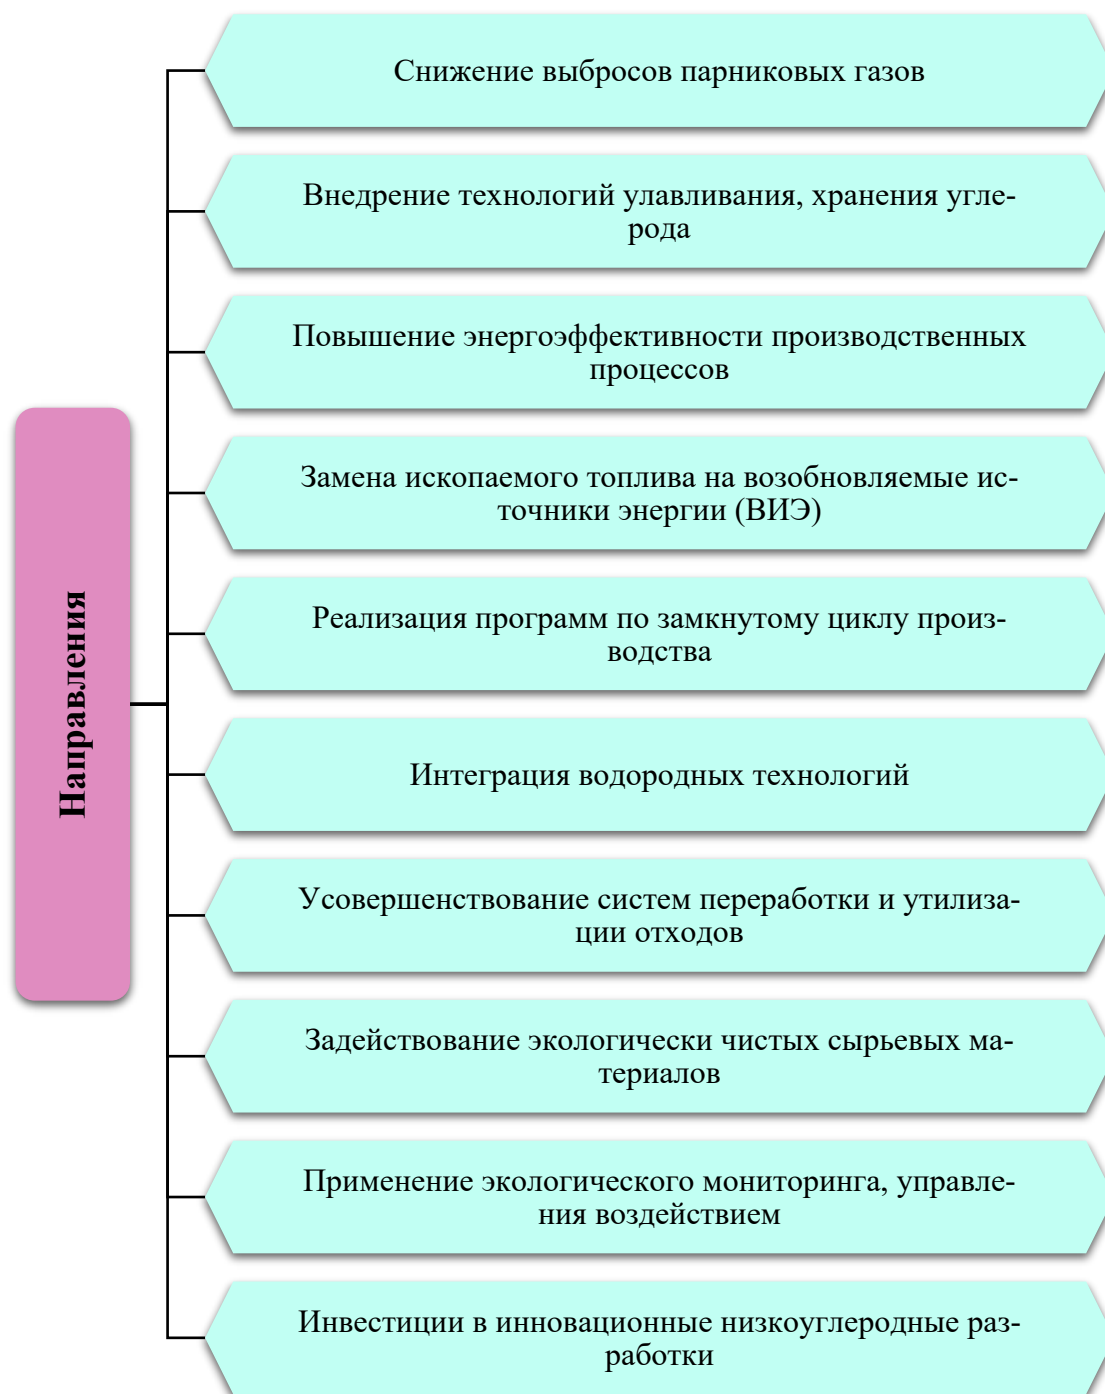 Снижение выбросов парниковых газов
Внедрение технологий улавливания, хранения угле-
рода
Повышение энергоэффективности производственных
процессов
Замена ископаемого топлива на возобновляемые ис-
точники энергии (ВИЭ)
Реализация программ по замкнутому циклу произ-
водства
Направления
Интеграция водородных технологий
Усовершенствование систем переработки и утилиза-
ции отходов
Задействование экологически чистых сырьевых ма-
териалов
Применение экологического мониторинга, управле-
ния воздействием
Инвестиции в инновационные низкоуглеродные раз-
работки